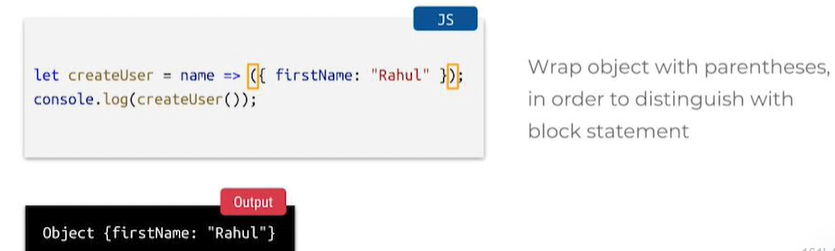 JS
let createUser = name => ({ firstName: "Rahul" });
console.log(createUser());
Wrap object with parentheses,
in order to distinguish with
block statement
Output
Object {firstName: "Rahul"}